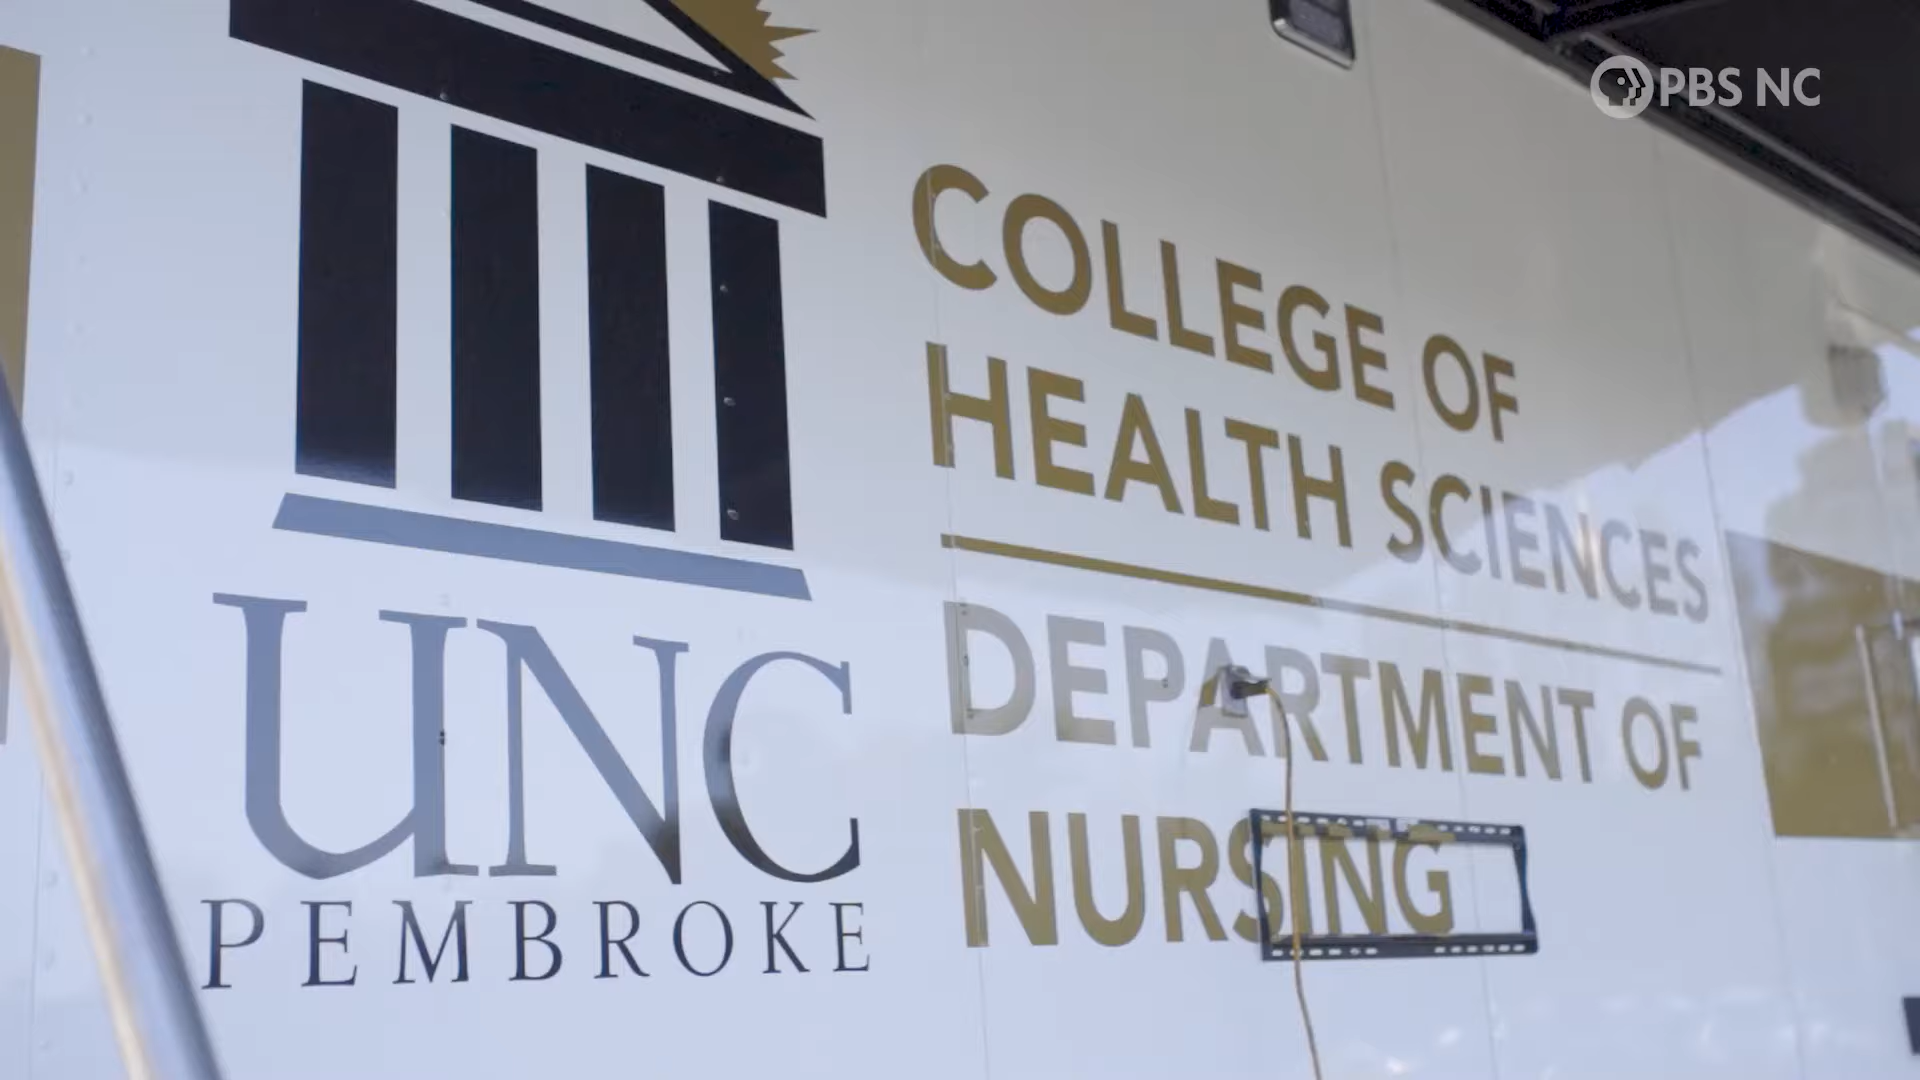 PBS NC
COLLEGE OF
HEALTH SCIENCES
DEPARTMENT OF
NURSING
UNC
PEMBROKE